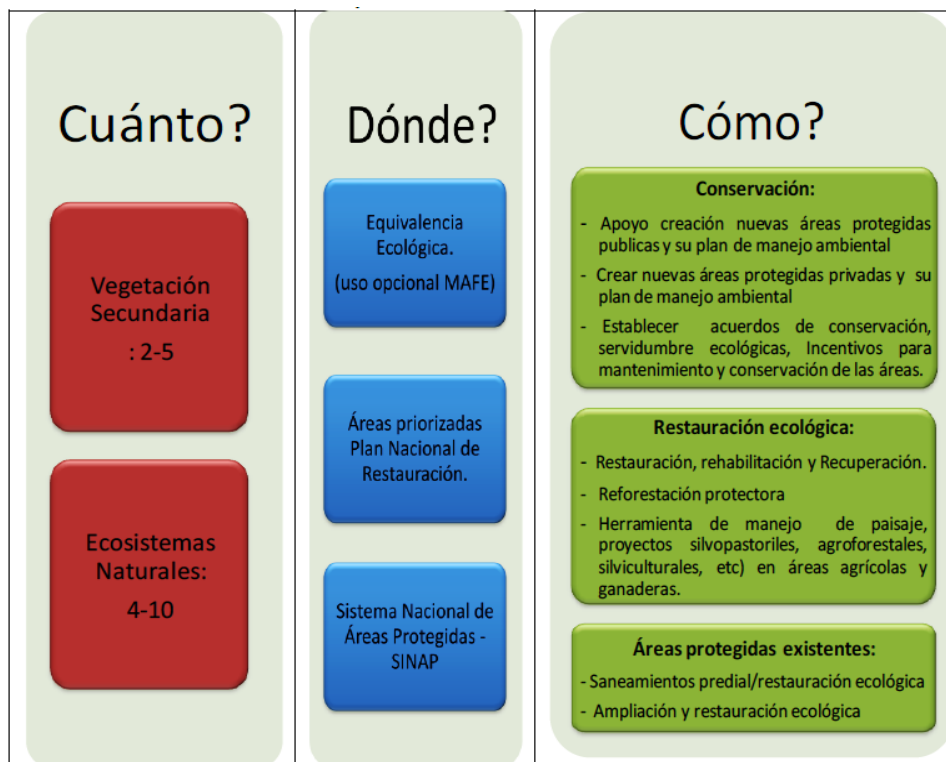 Cuánto?
Vegetación
Secundaria
: 2-5
Ecosistemas
Naturales:
4-10
Dónde?
Equivalencia
Ecológica.
(uso opcional MAFE)
Áreas priorizadas
Plan Nacional de
Restauración.
Sistema Nacional de
Áreas Protegidas -
SINAP
Cómo?
Conservación:
- Apoyo creación nuevas áreas protegidas
publicas y su plan de manejo ambiental
- Crear nuevas áreas protegidas privadas y su
plan de manejo ambiental
- Establecer acuerdos de conservación,
servidumbre ecológicas, Incentivos para
mantenimiento y conservación de las áreas.
Restauración ecológica:
- Restauración, rehabilitación y Recuperación.
- Reforestación protectora
- Herramienta de manejo de paisaje,
proyectos silvopastoriles, agroforestales,
silviculturales, etc) en áreas agrícolas y
ganaderas.
Áreas protegidas existentes:
- Saneamientos predial/restauración ecológica
- Ampliación y restauración ecológica